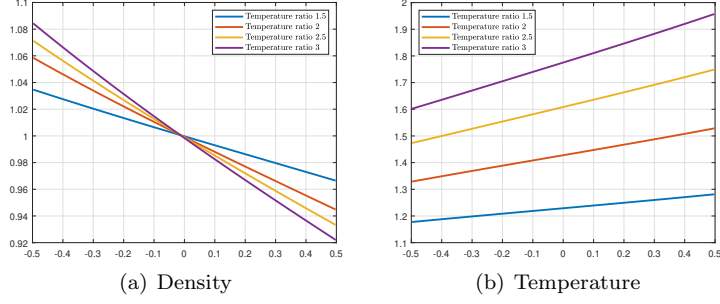 1.1
1.08
1.06
1.04
1.02
1
0.98
0.96
0.94
0.92
-0.5 -0.4 -0.3 -0.2 -0.1 0 0.1 0.2 0.3 0.4 0.5
Temperature ratio 1.5
Temperature ratio 2
Temperature ratio 2.5
Temperature ratio 3
(a) Density
2
1.9
1.8
1.7
1.6
1.5
1.4
1.3
1.2
1.1
-0.5 -0.4 -0.3 -0.2 -0.1 0 0.1 0.2 0.3 0.4 0.5
Temperature ratio 1.5
Temperature ratio 2
Temperature ratio 2.5
Temperature ratio 3
(b) Temperature